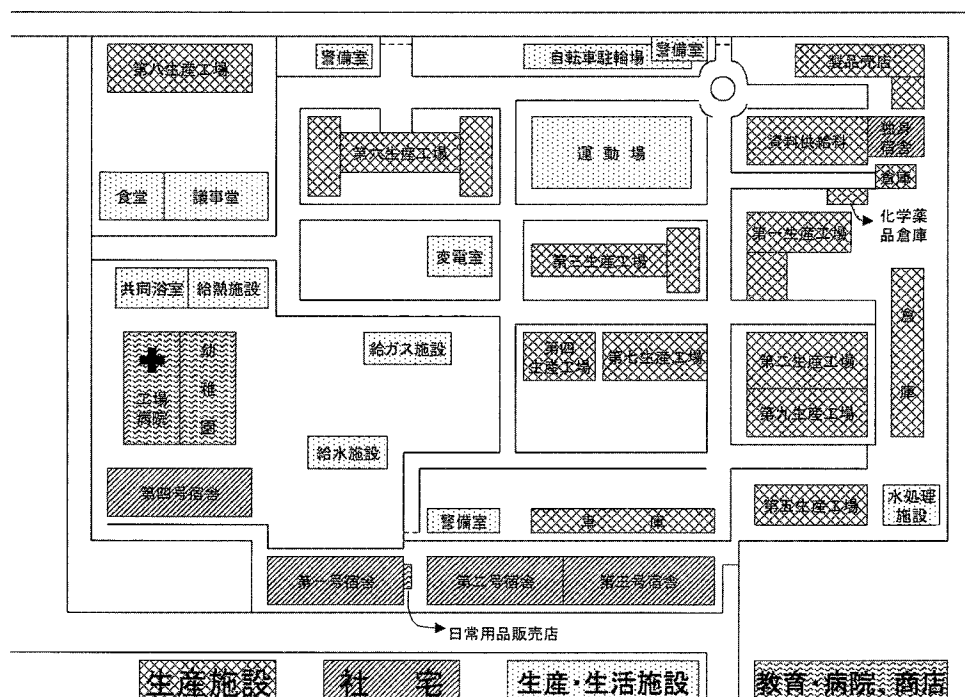 第八生産工場
警備室
自転車駐輪場
警備室
製品売店
第六生産工場
運動場
資料供給科
独身
宿舎
倉庫
食堂
議事堂
化学薬
品倉庫
第一生産工場
変電室
第三生産工場
共同浴室
給熱施設
倉
庫
給ガス施設
第四
生産工場
第七生産工場
第二生産工場
幼
稚
園
工場
病院
第九生産工場
給水施設
第四号宿舎
第五生産工場
水処理
施設
警備室
車庫
第一号宿舎
第二号宿舎
第三号宿舎
日常用品販売店
生産施設
社宅
生産・生活施設
教育・病院 商店